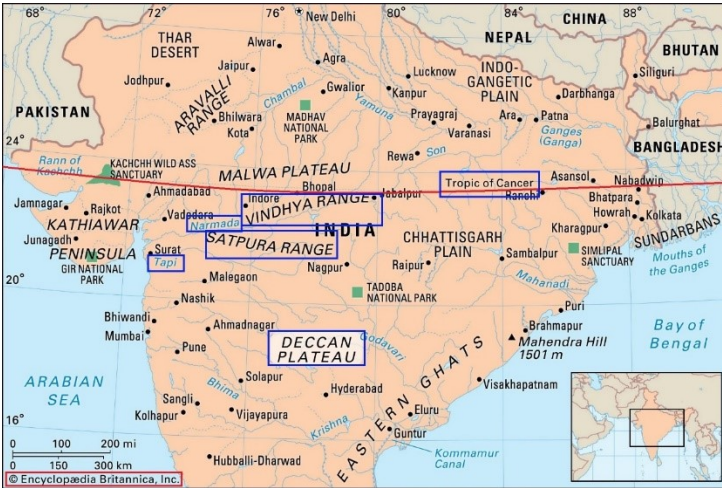 68
72
76
80
84
88
New Delhi
CHINA
NEPAL
BHUTAN
THAR
DESERT
Alwar
Agra
Jaipur
Lucknow
INDO-
GANGETIC
PLAIN
Siliguri
Jodhpur
ARAVALLI
RANGE
Chambal
Gwalior
Kanpur
Yamuna
Darbhanga
PAKISTAN
Bhilwara
MADHAV
NATIONAL
PARK
Prayagraj
Ara
Patna
Balurghat
Kota
Varanasi
Ganges
(Ganga)
24
Rann of
Kachchh
KACHCHH WILD ASS
SANCTUARY
MALWA PLATEAU
Rewa
Son
BANGLADESH
Ahmadabad
Bhopal
Jabalpur
Tropic of Cancer
Asansol
Nabadwip
Jamnagar
Rajkot
Indore
Ranchi
Bhatpara
KATHIAWAR
Vadodara
VINDHYA RANGE
Howrah
Kolkata
Narmada
INDIA
Kharagpur
Junagadh
PENINSULA
Surat
SATPURA RANGE
CHHATTISGARH
PLAIN
Sambalpur
SIMLIPAL
SANCTUARY
SUNDARBANS
GIR NATIONAL
PARK
Tapi
Nagpur
Raipur
Mouths of
the Ganges
20
Malegaon
TADOBA
NATIONAL PARK
Mahanadi
Nashik
Puri
Bhiwandi
Mumbai
Ahmadnagar
DECCAN
PLATEAU
Godavari
Brahmapur
Mahendra Hill
1501 m
Bay of
Bengal
Pune
ARABIAN
SEA
Bhima
Solapur
Hyderabad
EASTERN GHATS
Visakhapatnam
Sangli
Kolhapur
Vijayapura
Eluru
16
Krishna
Guntur
0 100 200 mi
0 150 300 km
Hubballi-Dharwad
Kommamur
Canal
© Encyclopædia Britannica, Inc.